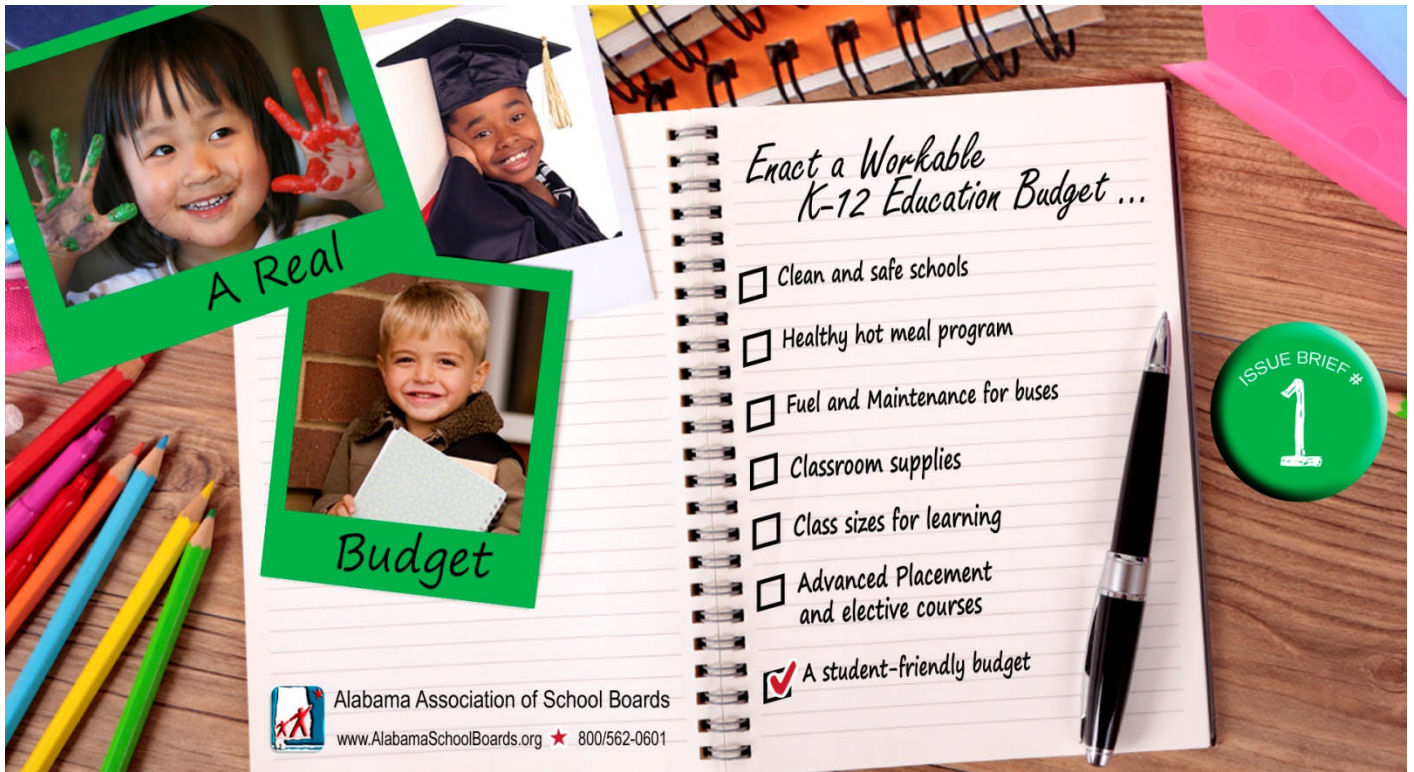 A Real
Budget
Enact a Workable
K-12 Education Budget ...
Clean and safe schools
Healthy hot meal program
Fuel and Maintenance for buses
Classroom supplies
Class sizes for learning
Advanced Placement
and elective courses
A student-friendly budget
ISSUE BRIEF #
1
Alabama Association of School Boards
www.AlabamaSchoolBoards.org ★ 800/562-0601